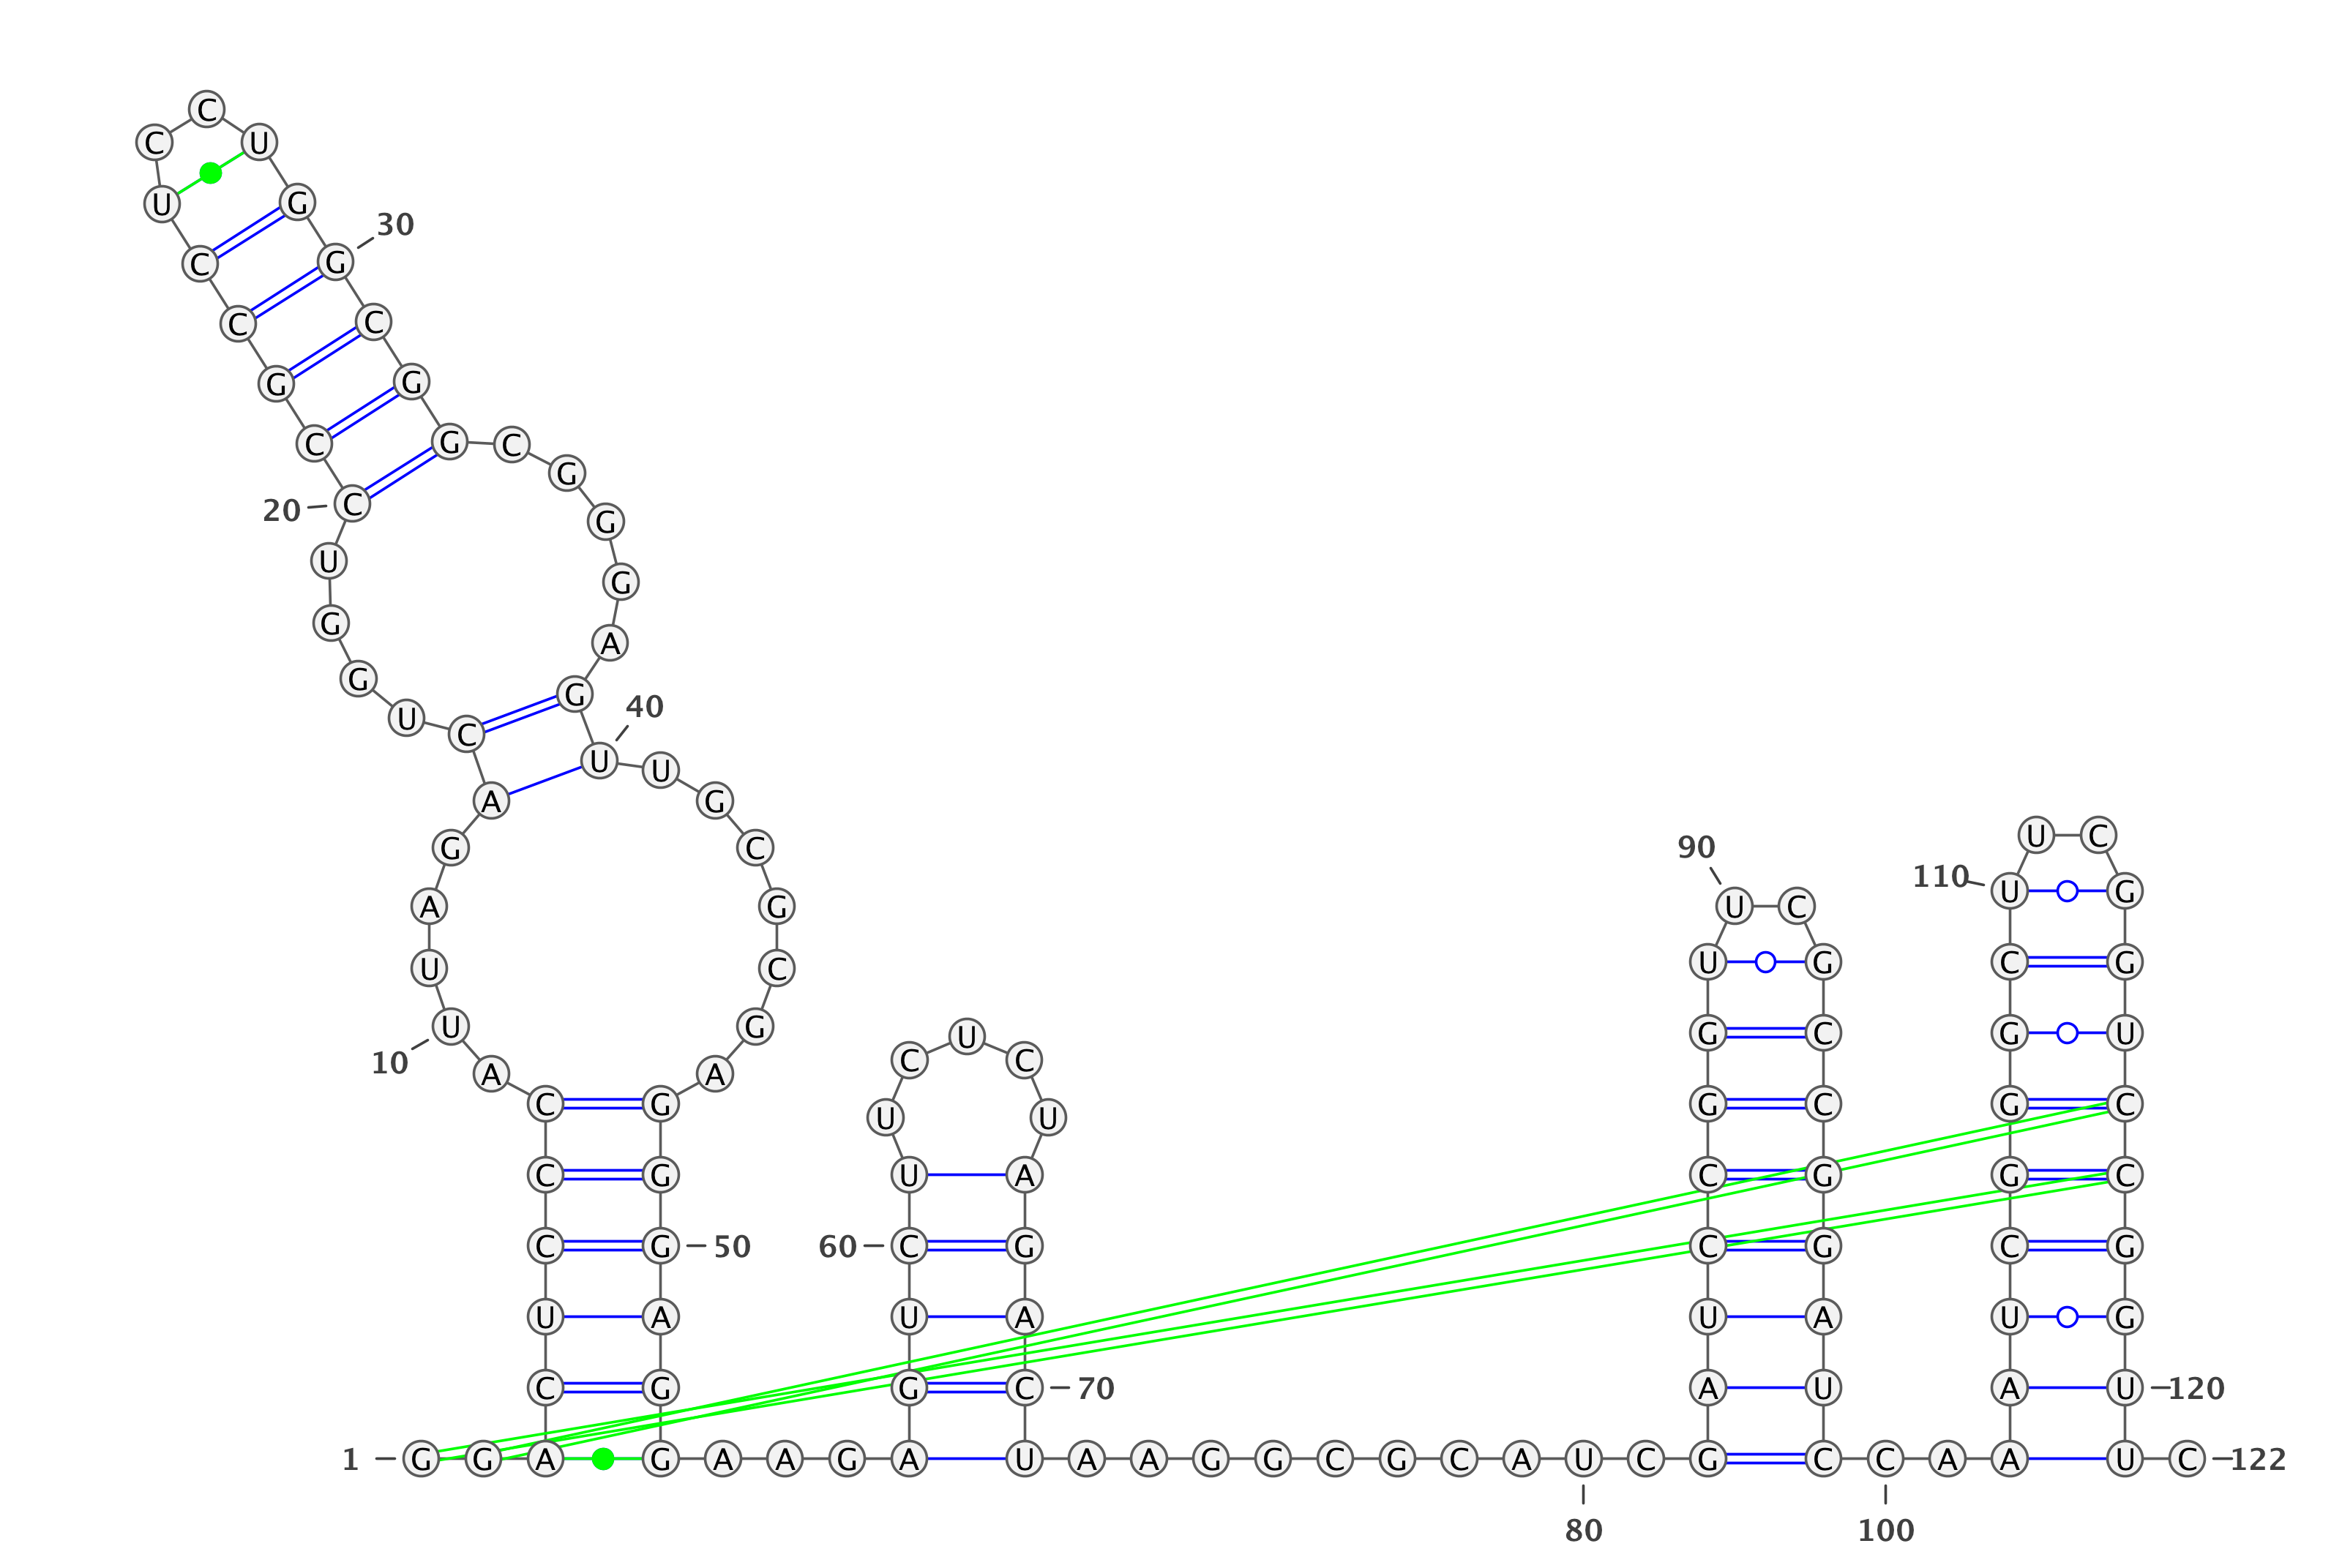 C
C U
U G
30
C G
C C
G G
C G C
G
20 C
G
U
G
G
A
G G
40
U C
U U
A G
U C
90
G C
110
U G
A G U C
U C U G C G
U G U G C G U
10 C C
A A
C G G C G C
U U
C G U A C G G C
C G 50 60 C G C G C G
U A U A U A U G
C G G C 70 A U A U 120
1 G G A G A A G A U A A G G C G C A U C G C C A A U C 122
80 100